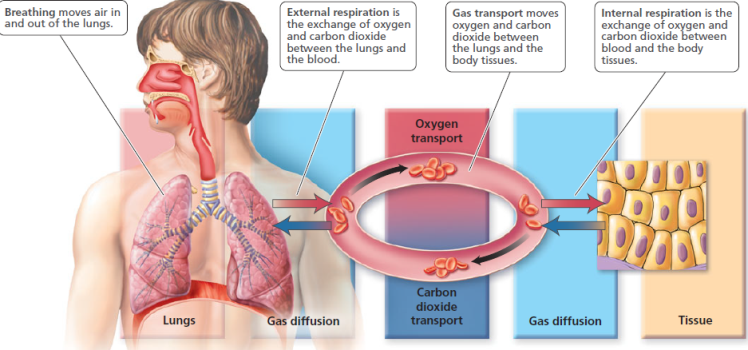 Breathing moves air in
and out of the lungs.
External respiration is
the exchange of oxygen
and carbon dioxide
between the lungs and
the blood.
Gas transport moves
oxygen and carbon
dioxide between
the lungs and the
body tissues.
Internal respiration is the
exchange of oxygen and
carbon dioxide between
blood and the body
tissues.
Oxygen
transport
Lungs
Gas diffusion
Carbon
dioxide
transport
Gas diffusion
Tissue